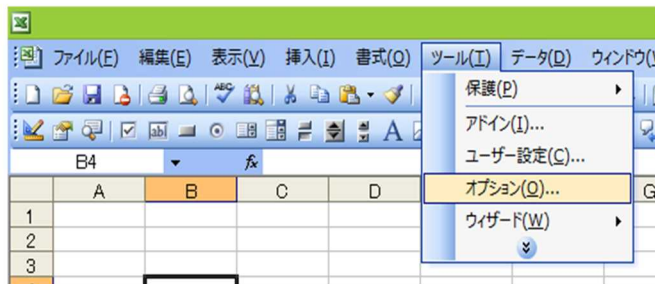 ファイル(F) 編集(E) 表示(V) 挿入(I) 書式(O) ツール(T) データ(D) ウィンドウ(
保護(P)
アドイン(I)...
ユーザー設定(C)...
オプション(O)...
ウィザード(W)
B4 fx
A B C D G
1
2
3